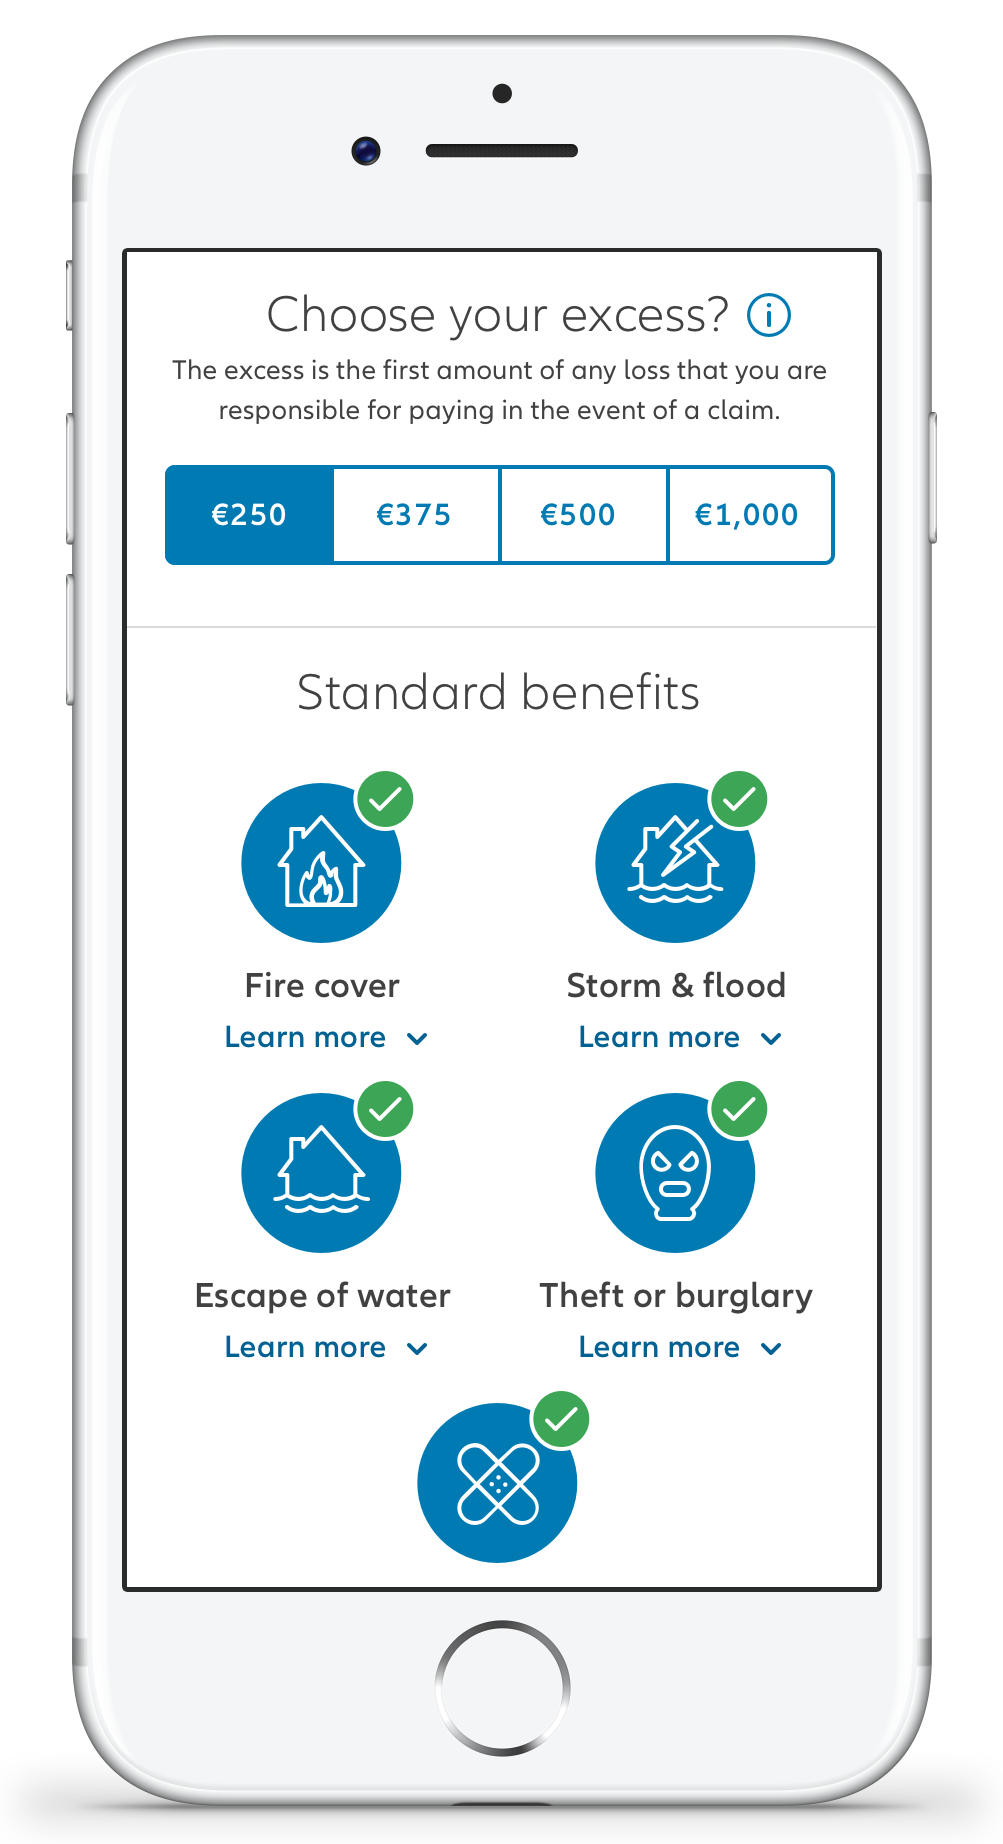 Choose your excess? i
The excess is the first amount of any loss that you are
responsible for paying in the event of a claim.
€250 €375 €500 €1,000
Standard benefits
Fire cover Storm & flood
Learn more Learn more
Escape of water Theft or burglary
Learn more Learn more